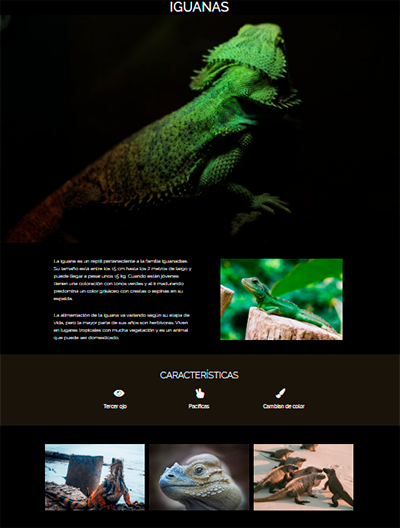 IGUANAS
La iguana es un reptil perteneciente a la familia Iguanadias.
Su tamaño está entre los 15 cm hasta los 2 metros de largo y
puede llegar a pesar unos 15 kg. Cuando están jóvenes
tienen una coloración con tonos verdes y al ir madurando
predomina un color grisáceo con crestas o espinas en su
espalda.
La alimentación de la iguana va variando según su etapa de
vida, pero la mayor parte de sus años son herbívoras. Viven
en lugares tropicales con mucha vegetación y es un animal
que puede ser domesticado.
CARACTERÍSTICAS
Tercer ojo
Pacíficas
Cambian de color